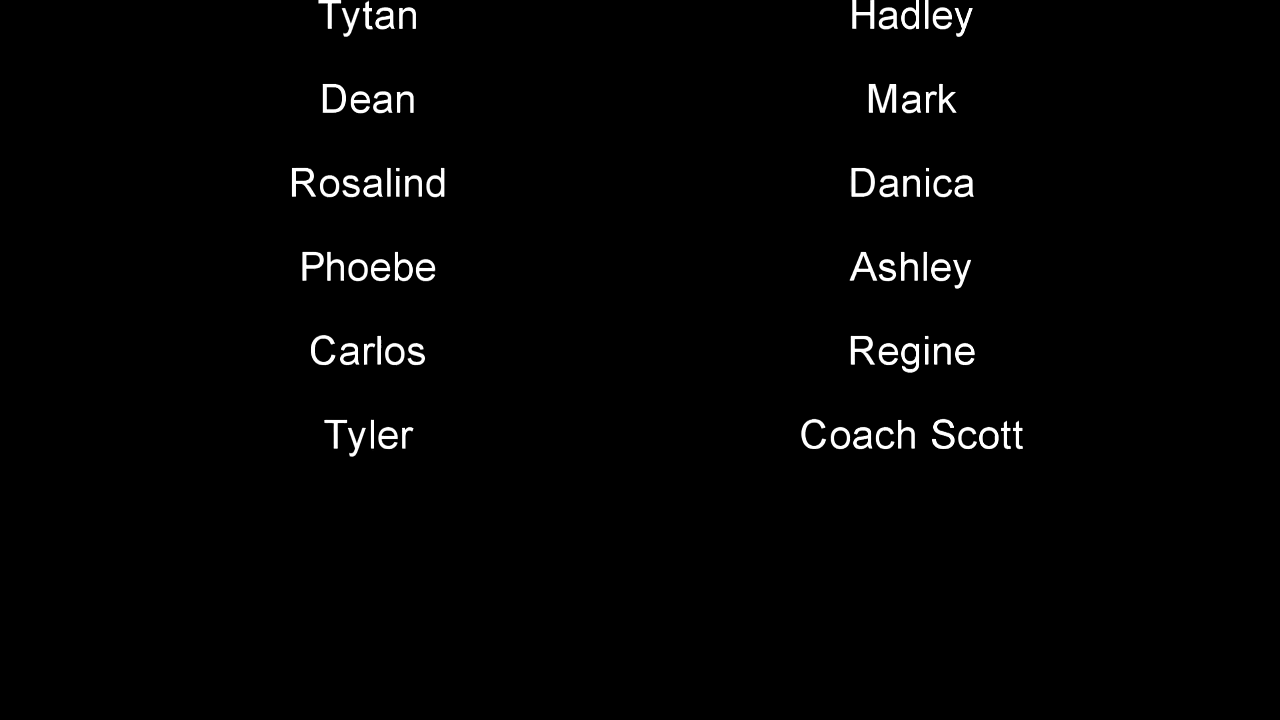 Tytan Hadley
Dean Mark
Rosalind Danica
Phoebe Ashley
Carlos Regine
Tyler Coach Scott